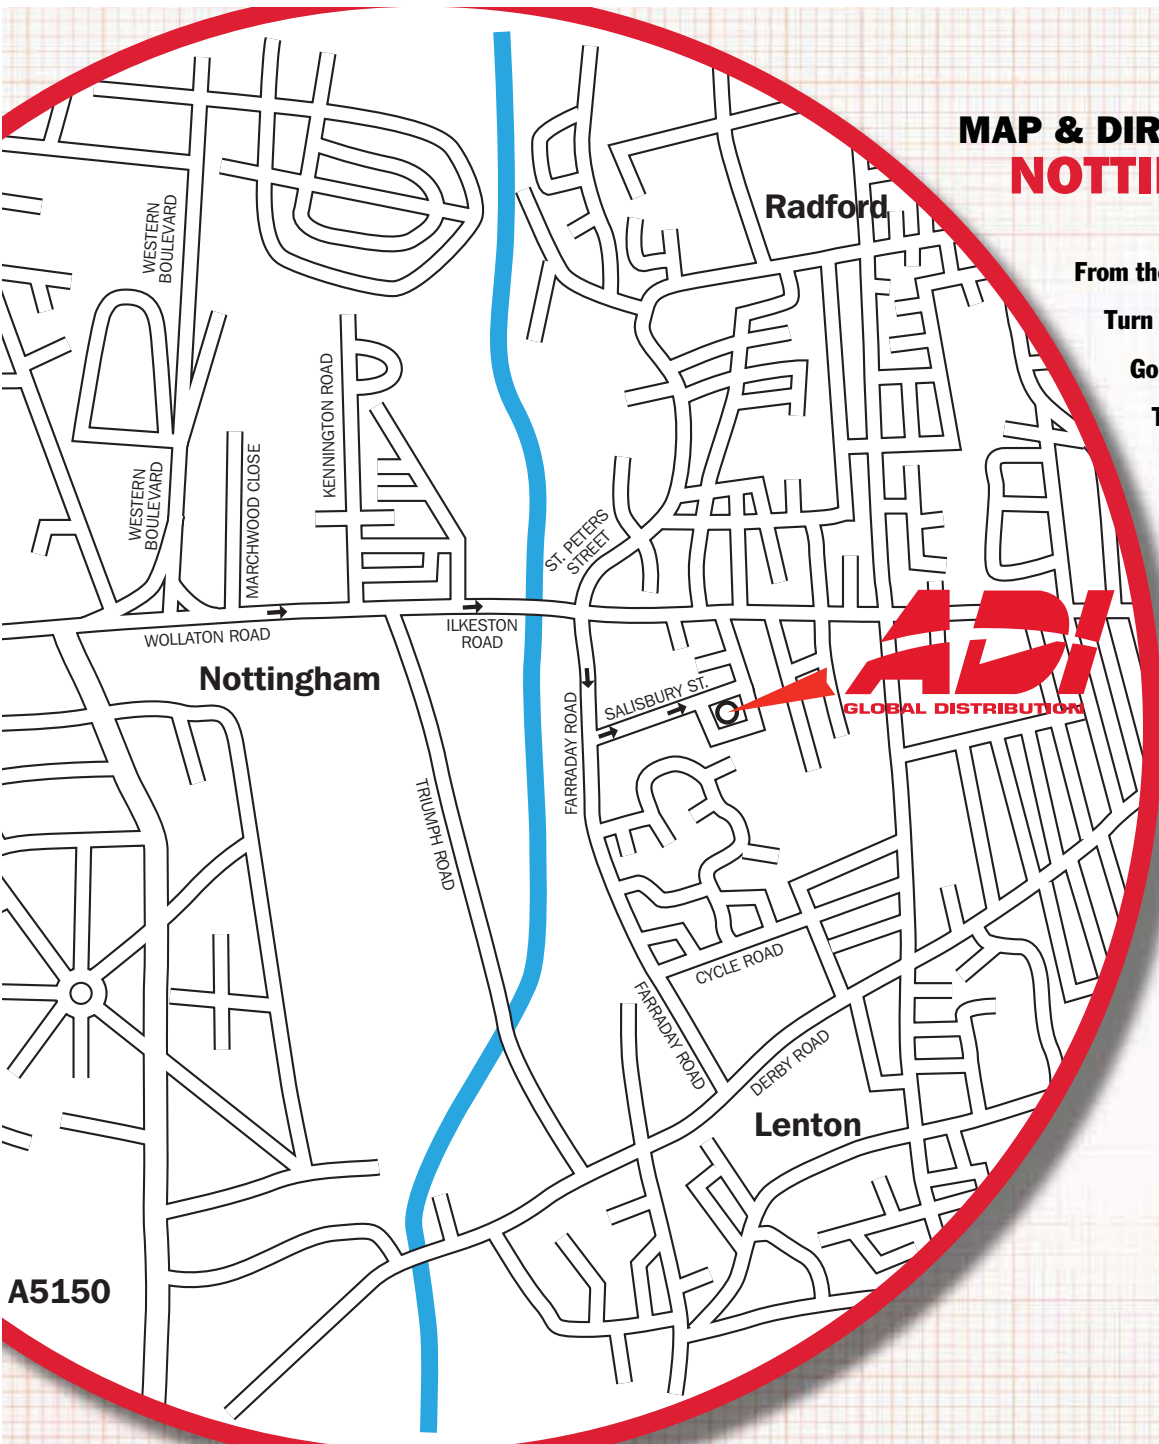 MAP & DIR
NOTTI
Radford
From the
Turn
Go
T
WESTERN
BOULEVARD
KENNINGTON ROAD
MARCHWOOD CLOSE
WESTERN
BOULEVARD
ST. PETERS
STREET
WOLLATON ROAD
ILKESTON
ROAD
Nottingham
ADI
GLOBAL DISTRIBUTION
SALISBURY ST.
FARRADAY ROAD
TRIUMPH ROAD
CYCLE ROAD
FARRADAY ROAD
DERBY ROAD
Lenton
A5150